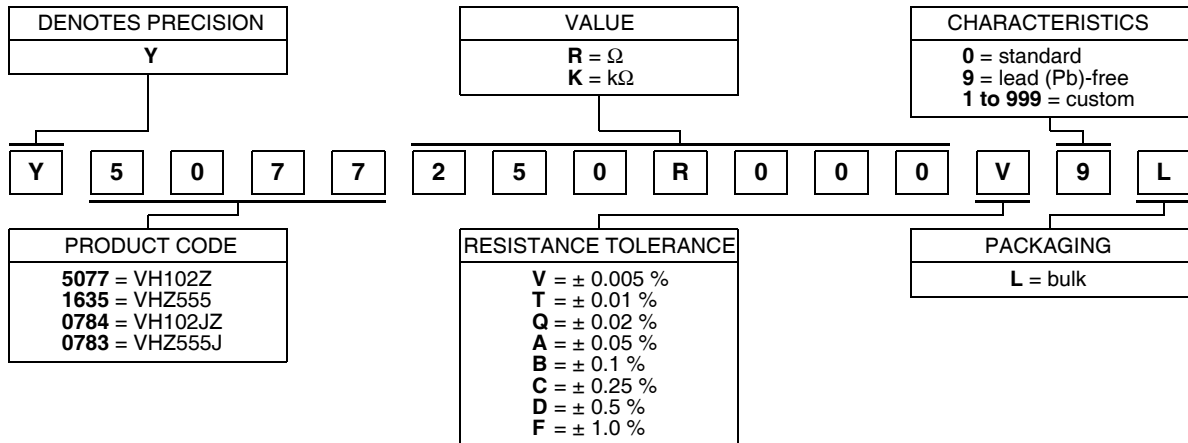 DENOTES PRECISION
Y
VALUE
R = Ω
K = kΩ
CHARACTERISTICS
0 = standard
9 = lead (Pb)-free
1 to 999 = custom
Y 5 0 7 7 2 5 0 R 0 0 0 V 9 L
PRODUCT CODE
5077 = VH102Z
1635 = VHZ555
0784 = VH102JZ
0783 = VHZ555J
RESISTANCE TOLERANCE
V = ± 0.005 %
T = ± 0.01 %
Q = ± 0.02 %
A = ± 0.05 %
B = ± 0.1 %
C = ± 0.25 %
D = ± 0.5 %
F = ± 1.0 %
PACKAGING
L = bulk